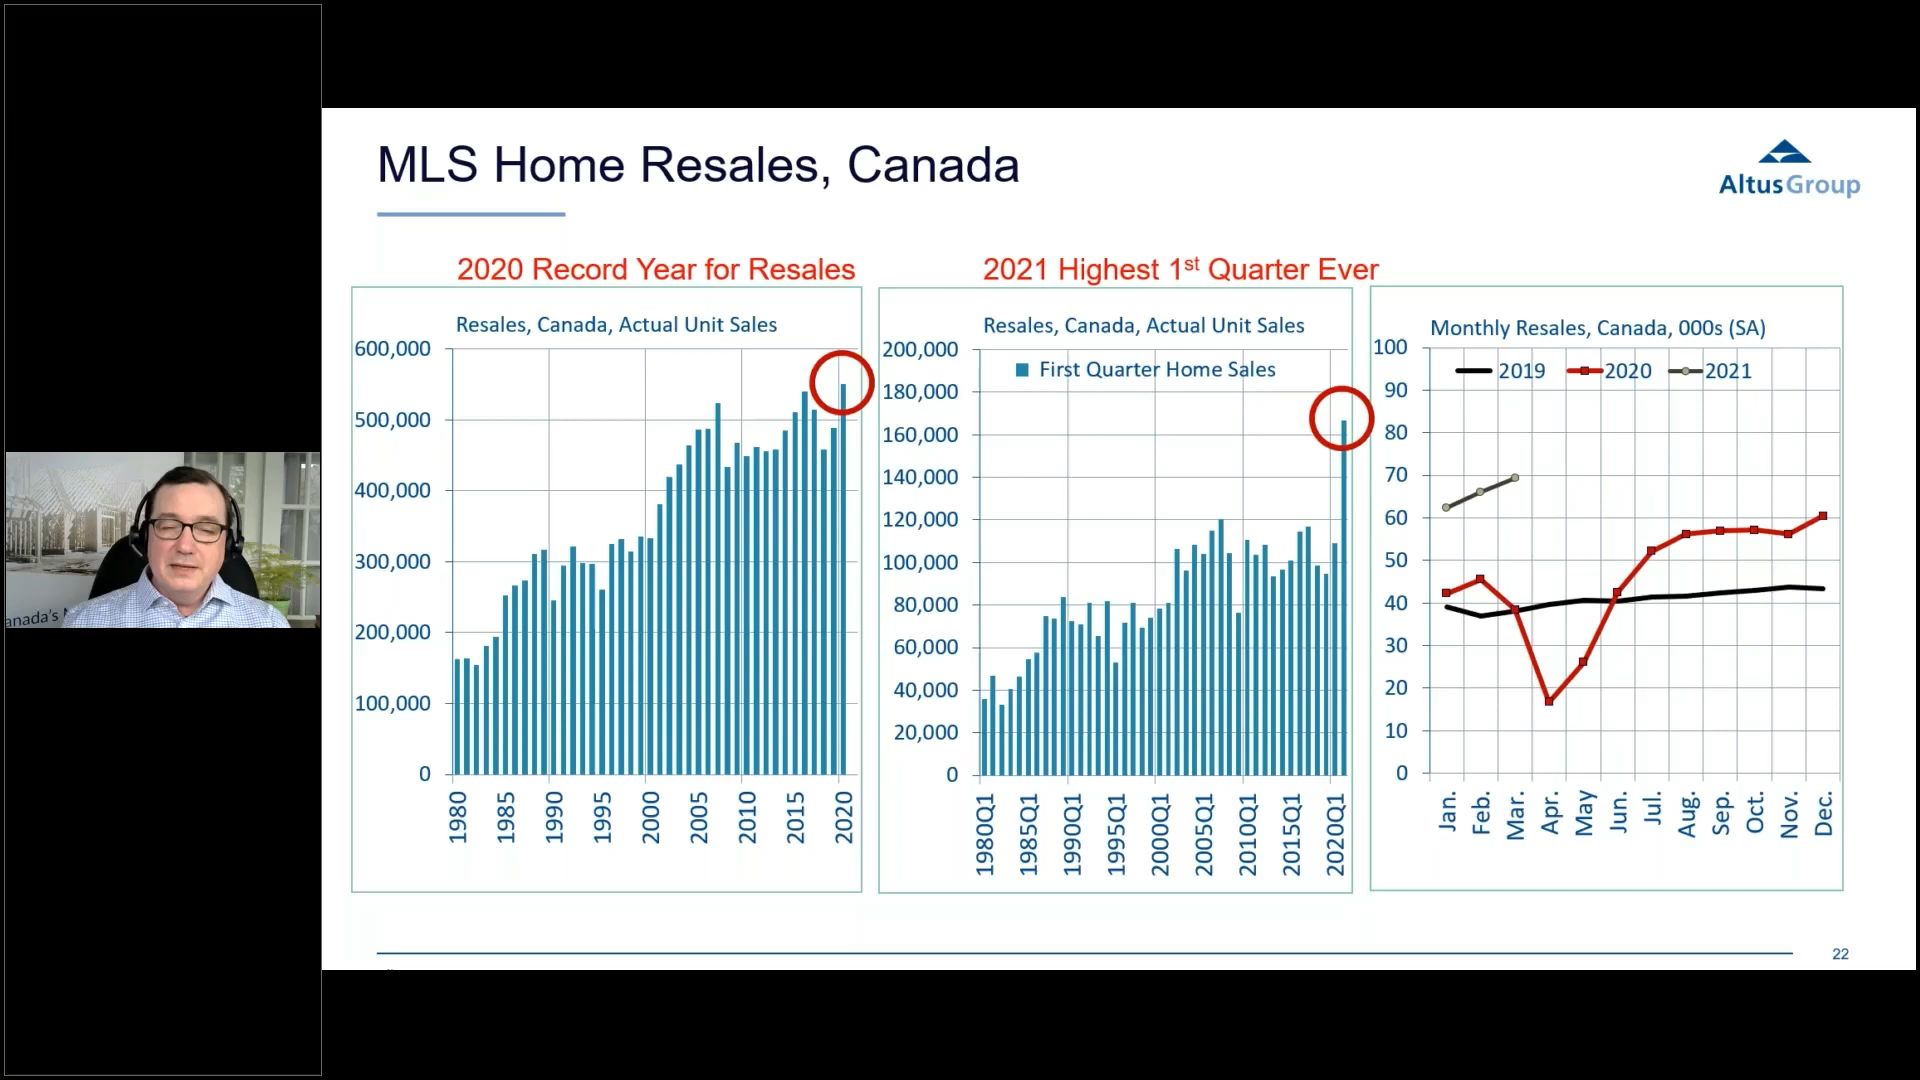 MLS Home Resales, Canada
AltusGroup
2020 Record Year for Resales
Resales, Canada, Actual Unit Sales
600,000
500,000
400,000
300,000
200,000
100,000
0
1980
1985
1990
1995
2000
2005
2010
2015
2020
2021 Highest 1st Quarter Ever
Resales, Canada, Actual Unit Sales
First Quarter Home Sales
200,000
180,000
160,000
140,000
120,000
100,000
80,000
60,000
40,000
20,000
0
1980Q1
1985Q1
1990Q1
1995Q1
2000Q1
2005Q1
2010Q1
2015Q1
2020Q1
Monthly Resales, Canada, 000s (SA)
2019 2020 2021
100
90
80
70
60
50
40
30
20
10
0
Jan.
Feb.
Mar.
Apr.
May
Jun.
Jul.
Aug.
Sep.
Oct.
Nov.
Dec.
anada's
22